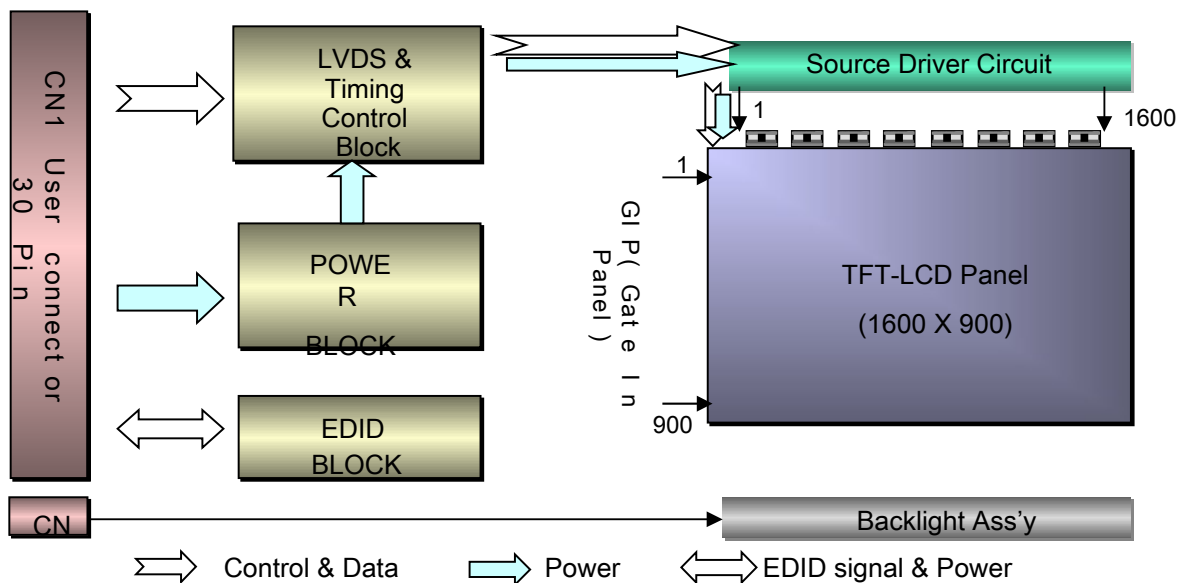 CN1 User connector
30 Pin
LVDS &
Timing
Control
Block
POWE
R
BLOCK
EDID
BLOCK
Source Driver Circuit
1
1600
1
GIP( Gate In
Panel)
900
TFT-LCD Panel
(1600 X 900)
CN
Backlight Ass'y
Control & Data
Power
EDID signal & Power